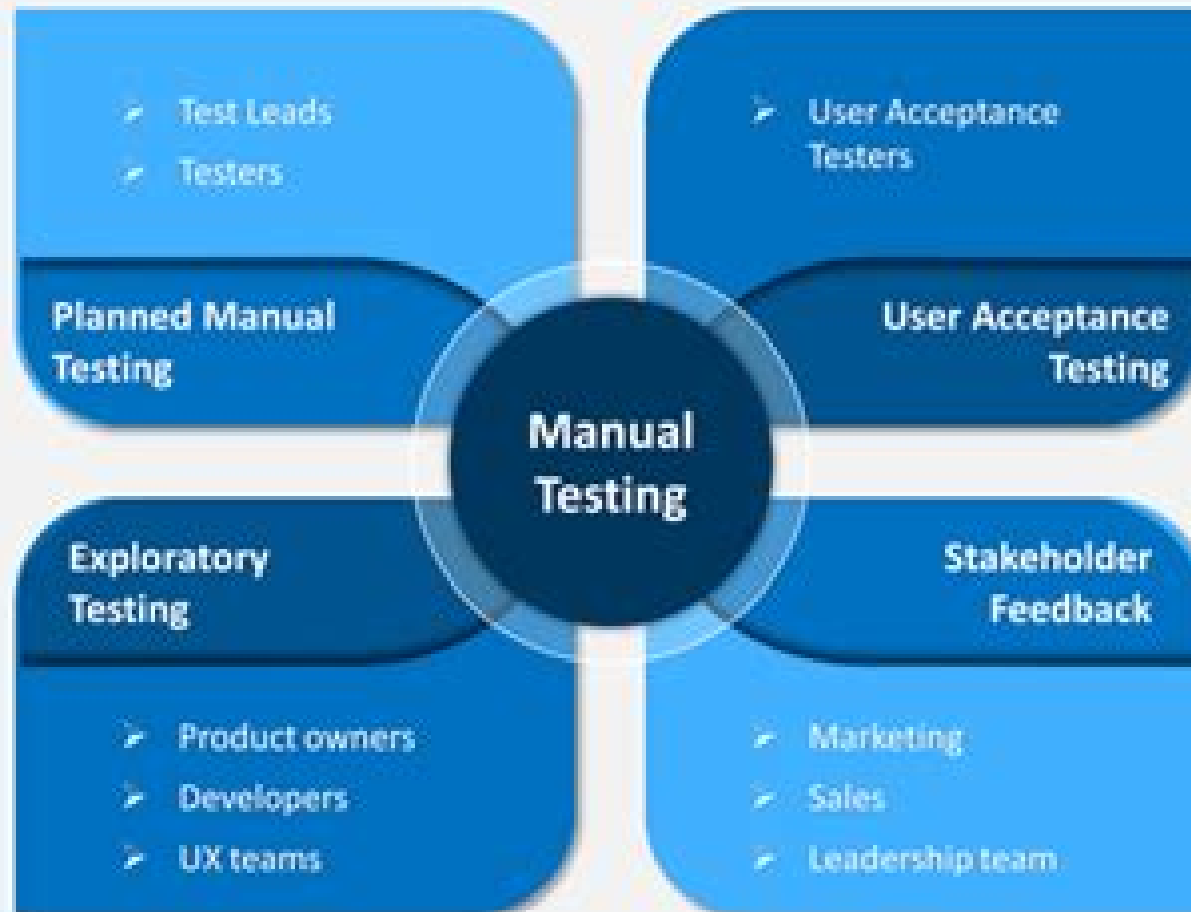 ➢ Test Leads
➢ Testers
Planned Manual
Testing
➢ User Acceptance
Testers
User Acceptance
Testing
Manual
Testing
Exploratory
Testing
➢ Product owners
➢ Developers
➢ UX teams
Stakeholder
Feedback
➢ Marketing
➢ Sales
➢ Leadership team